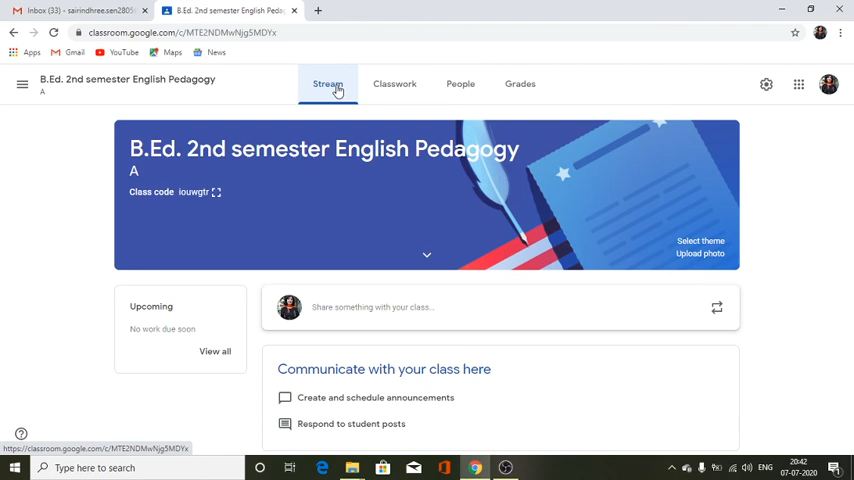 Inbox (33) - sairindhree.sen2805
B.Ed. 2nd semester English Pedag
classroom.google.com/c/MTE2NDMwNjg5MDYx
Apps
Gmail
YouTube
Maps
News
B.Ed. 2nd semester English Pedagogy
A
Stream
Classwork
People
Grades
B.Ed. 2nd semester English Pedagogy
A
Class code iouwgtr
Select theme
Upload photo
Upcoming
No work due soon
View all
Share something with your class...
Communicate with your class here
Create and schedule announcements
Respond to student posts
https://classroom.google.com/c/MTE2NDMwNjg5MDYx
Type here to search
ENG
20:42
07-07-2020